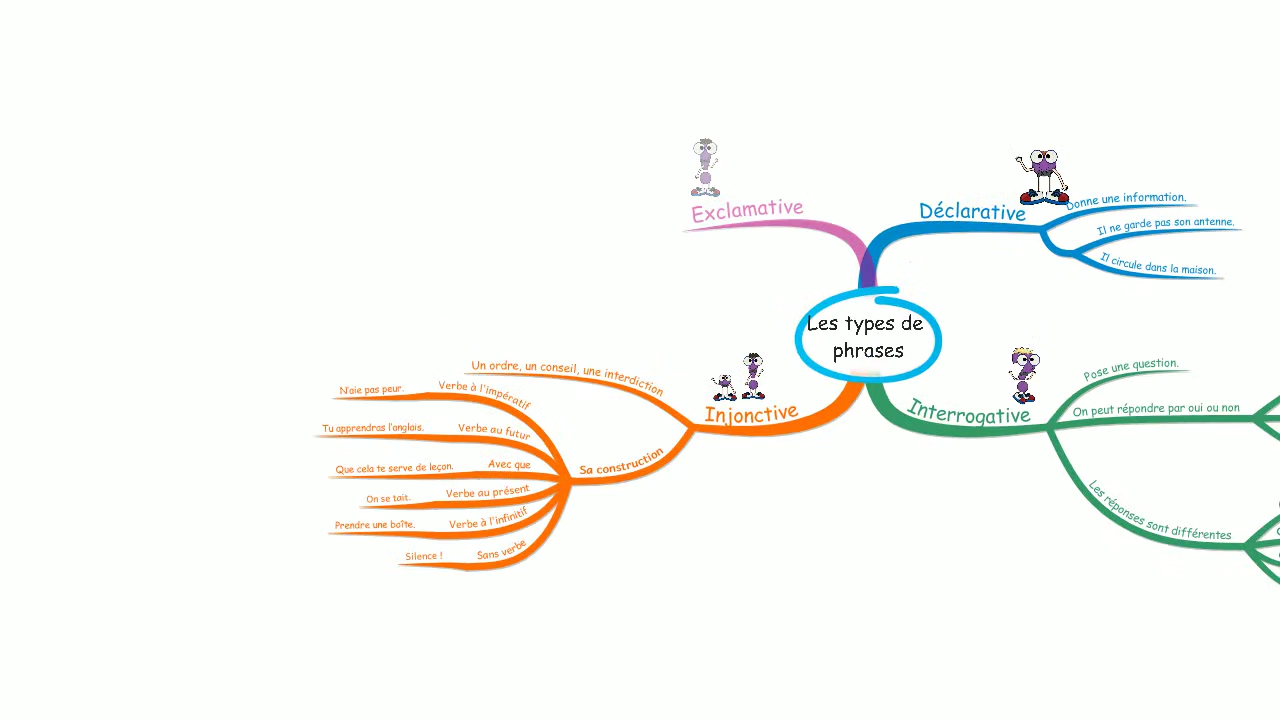 Les types de
phrases
Exclamative
Déclarative
Donne une information.
Il ne garde pas son antenne.
Il circule dans la maison.
Interrogative
Pose une question.
On peut répondre par oui ou non
Les réponses sont différentes
Injonctive
Un ordre, un conseil, une interdiction
Sa construction
Verbe à l'impératif
N'aie pas peur.
Verbe au futur
Tu apprendras l'anglais.
Avec que
Que cela te serve de leçon.
Verbe au présent
On se tait.
Verbe à l'infinitif
Prendre une boîte.
Sans verbe
Silence !